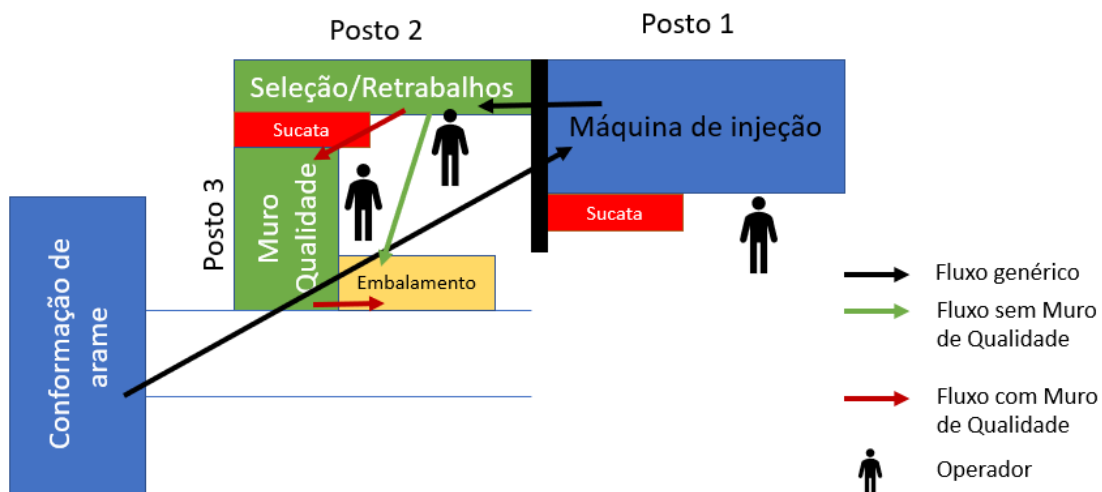 Posto 2
Posto 1
Seleção/Retrabalhos
Máquina de injeção
Sucata
Posto 3
Muro
Qualidade
Sucata
Embalamento
Conformação de
arame
Fluxo genérico
Fluxo sem Muro
de Qualidade
Fluxo com Muro
de Qualidade
Operador